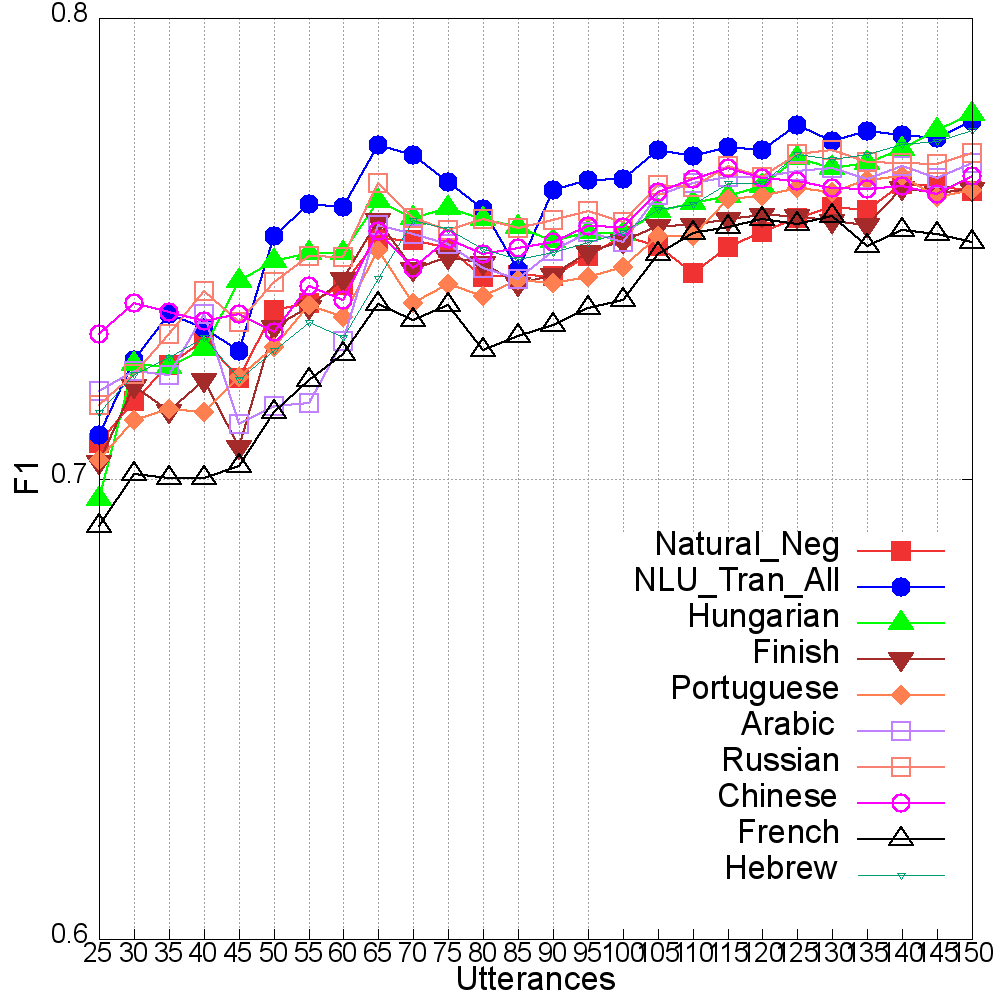 0.8
0.7
F1
Natural_Neg
NLU_Tran_All
Hungarian
Finish
Portuguese
Arabic
Russian
Chinese
French
Hebrew
0.6
25 30 35 40 45 50 55 60 65 70 75 80 85 90 95 100 105 110 115 120 125 130 135 140 145 150
Utterances